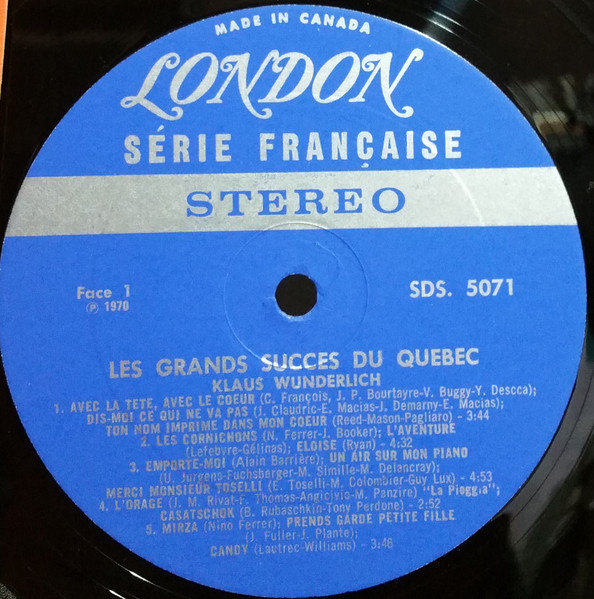 MADE IN CANADA
LONDON
SÉRIE FRANÇAISE
STEREO
Face 1
SDS. 5071
Ⓟ 1970
LES GRANDS SUCCES DU QUEBEC
KLAUS WUNDERLICH
1. AVEC LA TETE, AVEC LE COEUR (C. François, J. P. Bourtayre-V. Buggy-Y. Descca);
DIS-MOI CE QUI NE VA PAS (J. Claudric-E. Macias-J. Demarny-E. Macias);
TON NOM IMPRIME DANS MON COEUR (Reed-Mason-Pagliaro) - 3:44
2. LES CORNICHONS (N. Ferrer-J. Booker); L'AVENTURE
(Lefebvre-Gélinas); ELOISE (Ryan) - 4:32
3. EMPORTE-MOI (Alain Barrière); UN AIR SUR MON PIANO
(U. Jurgens-Fuchsberger-M. Simille-M. Delancray);
MERCI MONSIEUR TOSELLI (E. Toselli-M. Colombier-Guy Lux) - 4:53
4. L'ORAGE (J. M. Rivat-F. Thomas-Angicivio-M. Panzire) "La Pioggia";
CASATSCHOK (B. Rubaschkin-Tony Perdone) - 2:52
5. MIRZA (Nino Ferrer); PRENDS GARDE PETITE FILLE
(J. Fuller-J. Plante);
CANDY (Lautrec-Williams) - 3:46